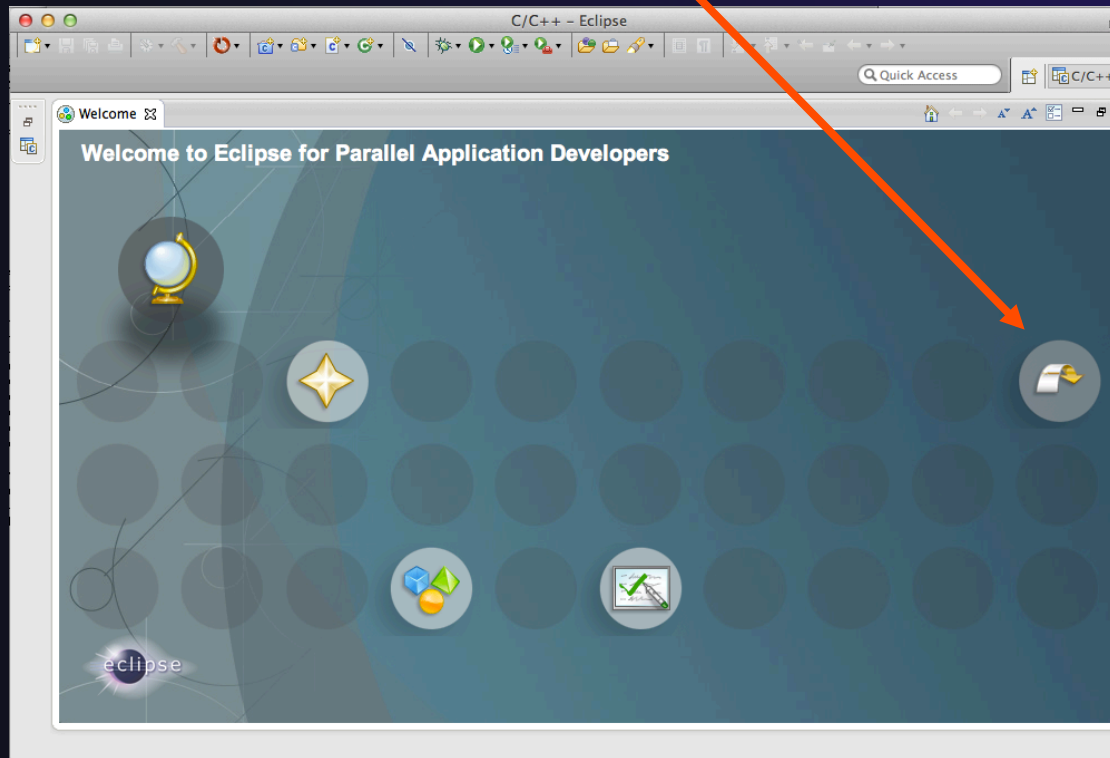 C/C++ – Eclipse
Quick Access
C/C++
Welcome
Welcome to Eclipse for Parallel Application Developers
eclipse